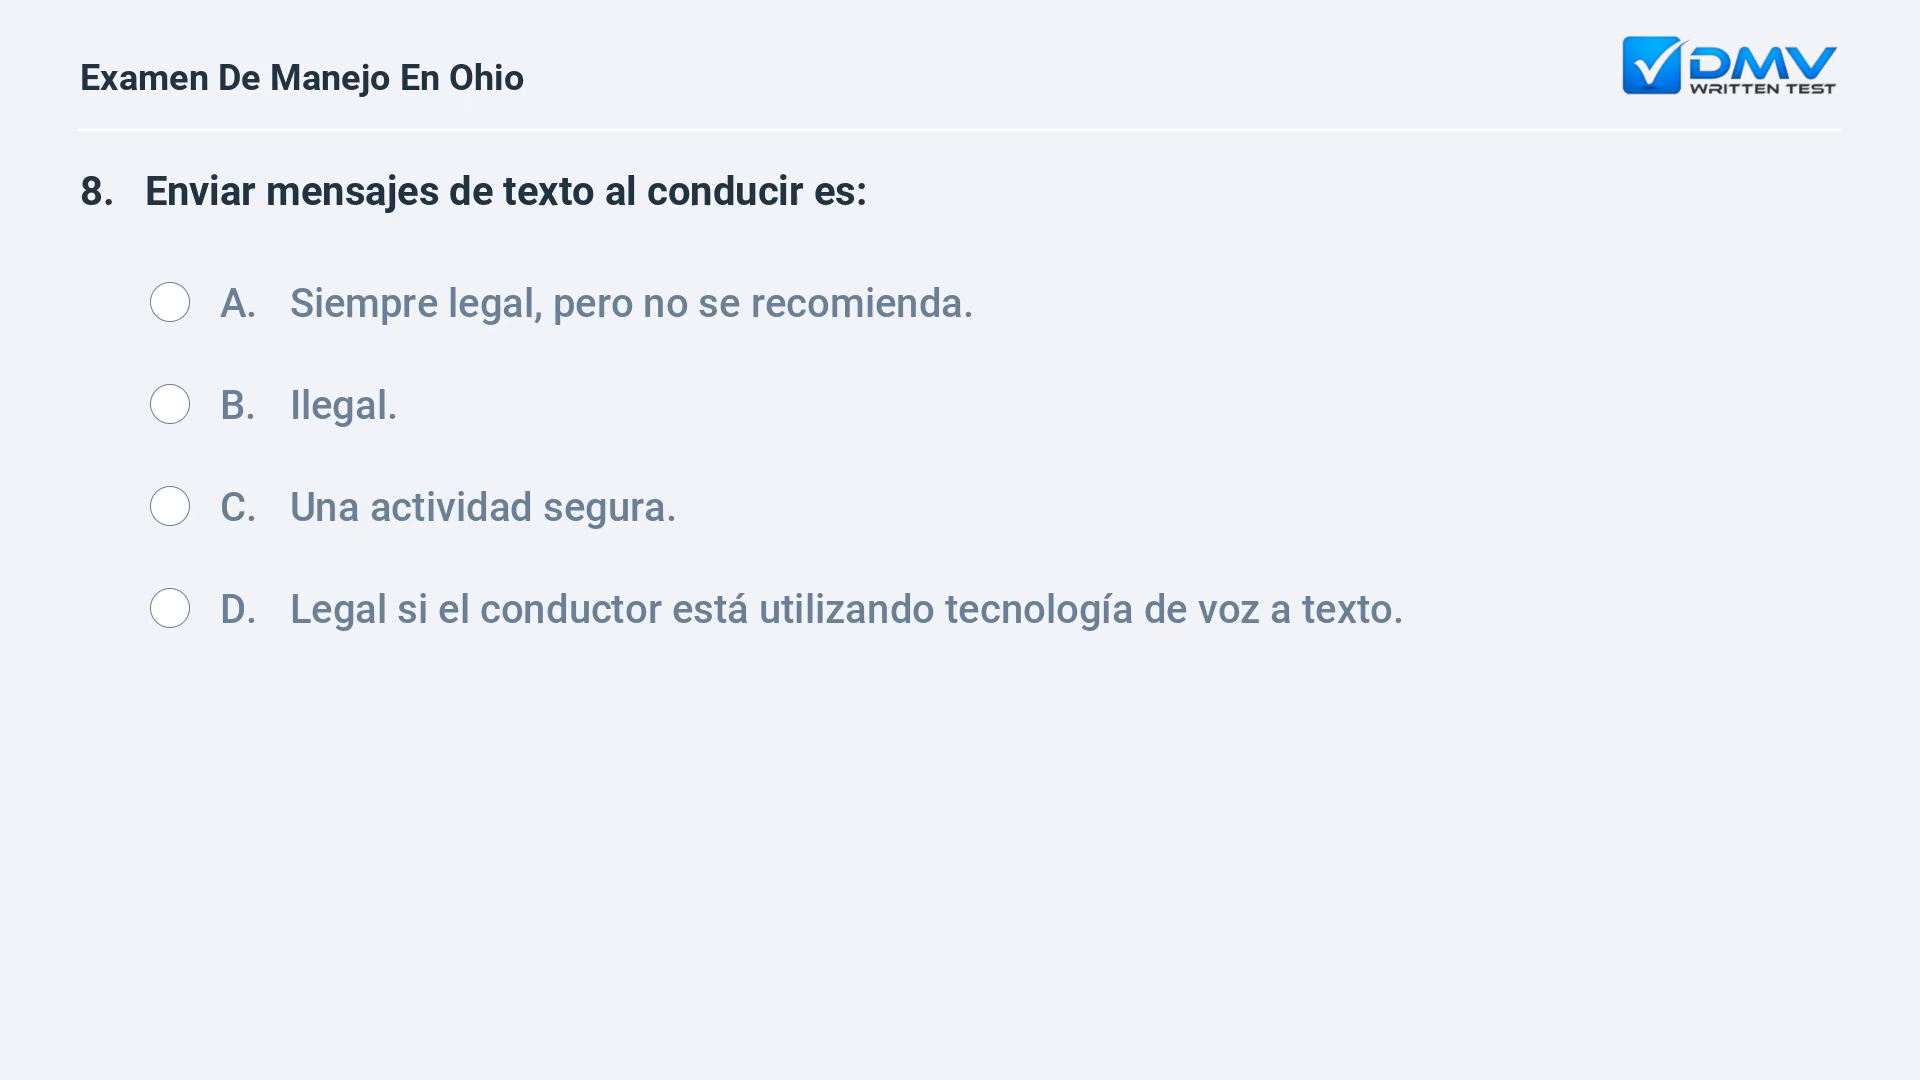 Examen De Manejo En Ohio
DMV
WRITTEN TEST
8. Enviar mensajes de texto al conducir es:
A. Siempre legal, pero no se recomienda.
B. Ilegal.
C. Una actividad segura.
D. Legal si el conductor está utilizando tecnología de voz a texto.